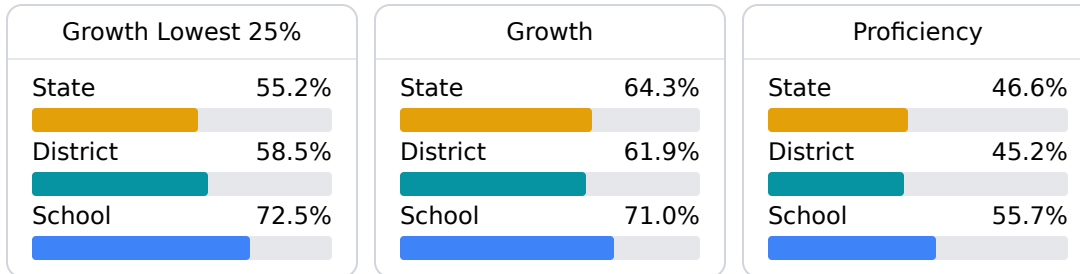 Growth Lowest 25%
State 55.2%
District 58.5%
School 72.5%
Growth
State 64.3%
District 61.9%
School 71.0%
Proficiency
State 46.6%
District 45.2%
School 55.7%